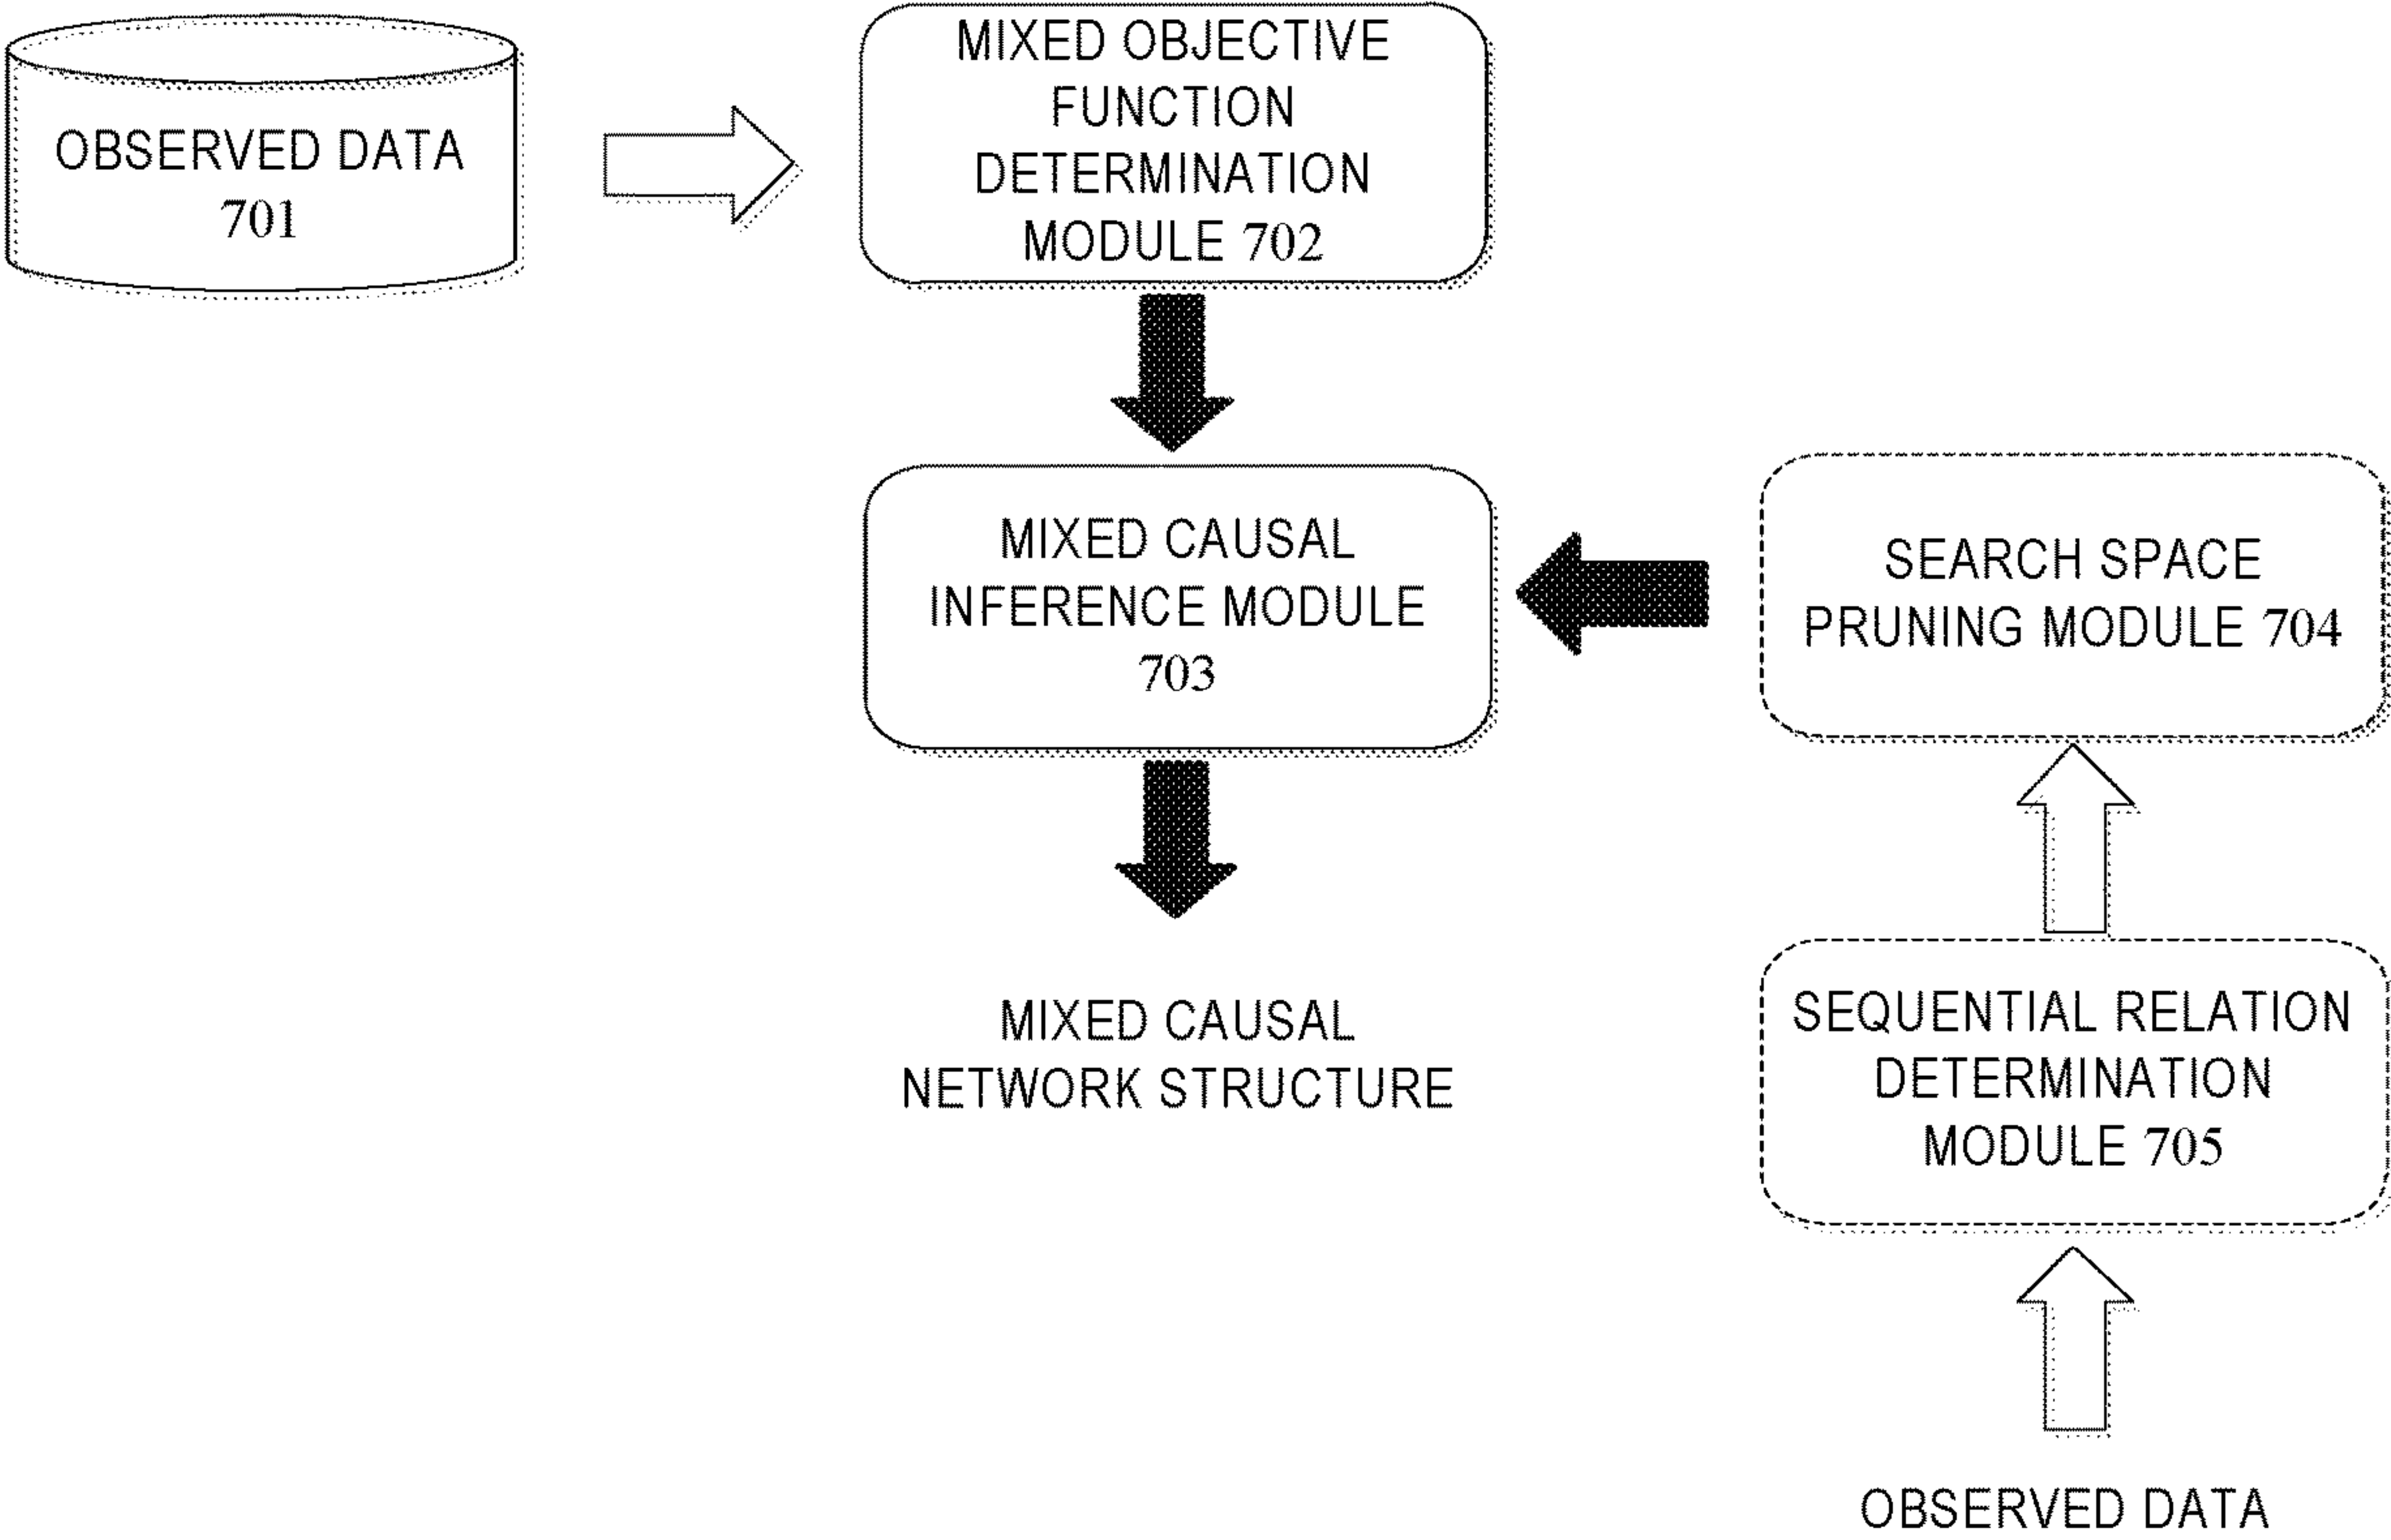 OBSERVED DATA
701
MIXED OBJECTIVE
FUNCTION
DETERMINATION
MODULE 702
MIXED CAUSAL
INFERENCE MODULE
703
SEARCH SPACE
PRUNING MODULE 704
MIXED CAUSAL
NETWORK STRUCTURE
SEQUENTIAL RELATION
DETERMINATION
MODULE 705
OBSERVED DATA